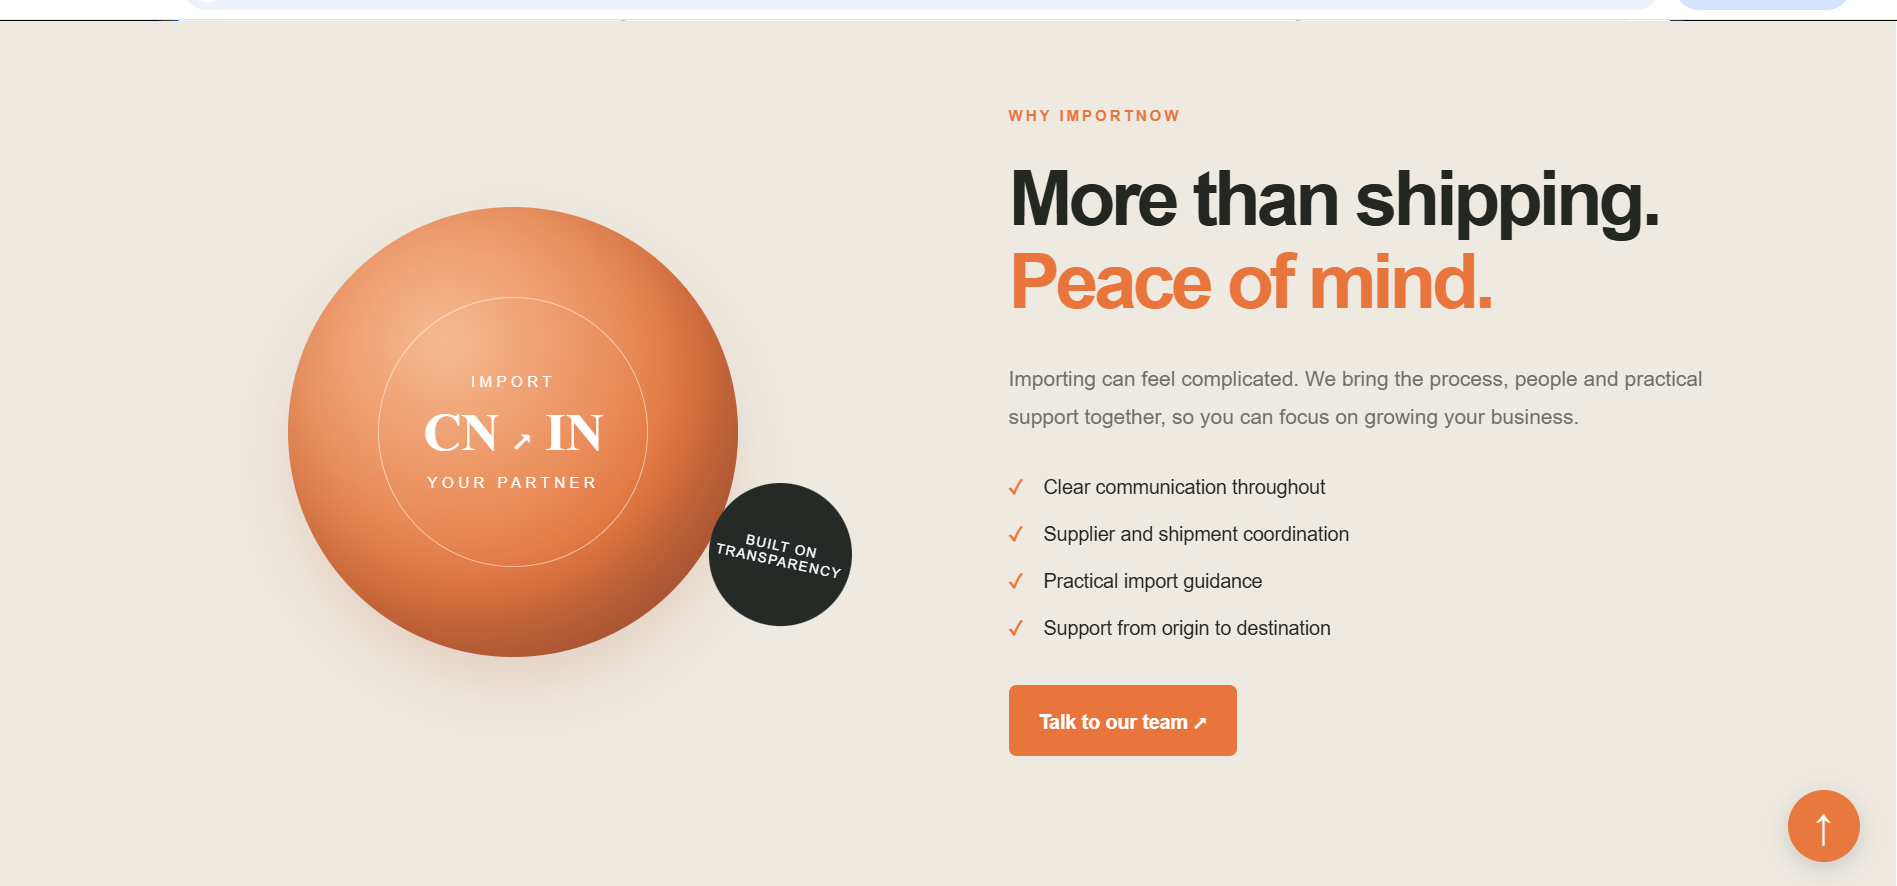 WHY IMPORTNOW
More than shipping.
Peace of mind.
Importing can feel complicated. We bring the process, people and practical
support together, so you can focus on growing your business.
✓ Clear communication throughout
✓ Supplier and shipment coordination
✓ Practical import guidance
✓ Support from origin to destination
Talk to our team ↗
IMPORT
CN ↗ IN
YOUR PARTNER
BUILT ON
TRANSPARENCY
↑